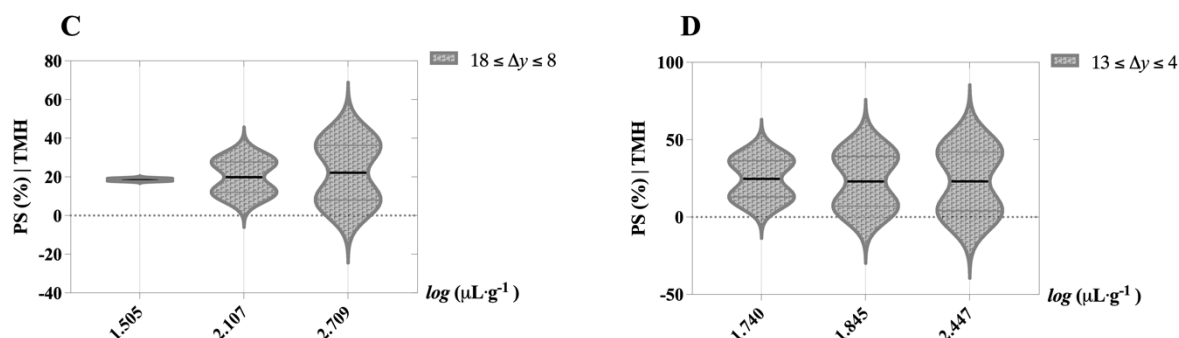 C
PS (%) | TMH
80
60
40
20
0
-20
-40
1.505
2.107
2.709
log (μL·g⁻¹ )
18 ≤ Δy ≤ 8
D
PS (%) | TMH
100
50
0
-50
1.740
1.845
2.447
log (μL·g⁻¹ )
13 ≤ Δy ≤ 4